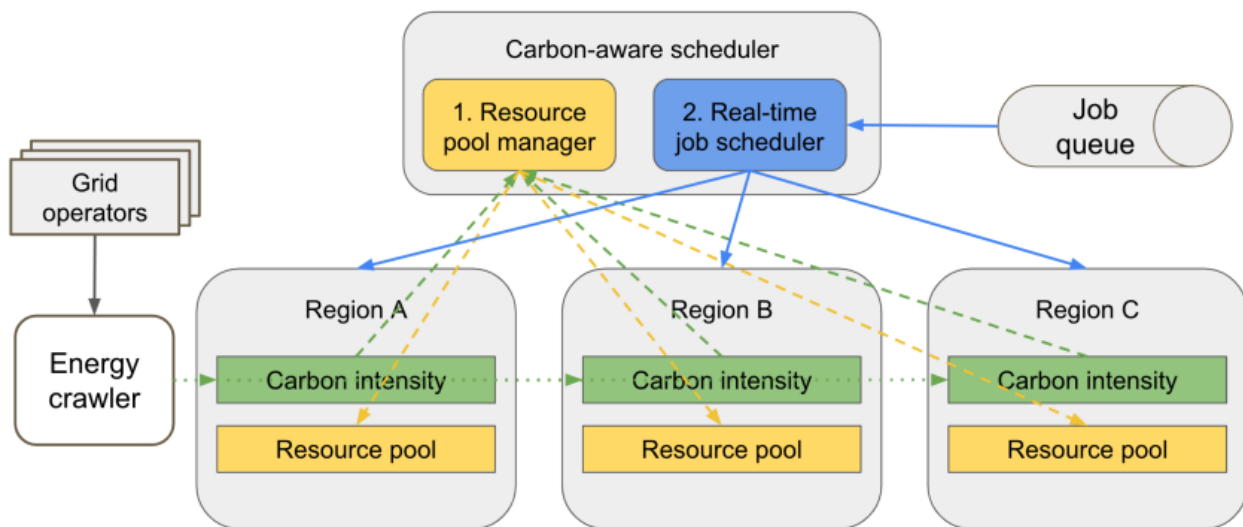 Carbon-aware scheduler
1. Resource
pool manager
2. Real-time
job scheduler
Job
queue
Grid
operators
Energy
crawler
Region A
Carbon intensity
Resource pool
Region B
Carbon intensity
Resource pool
Region C
Carbon intensity
Resource pool